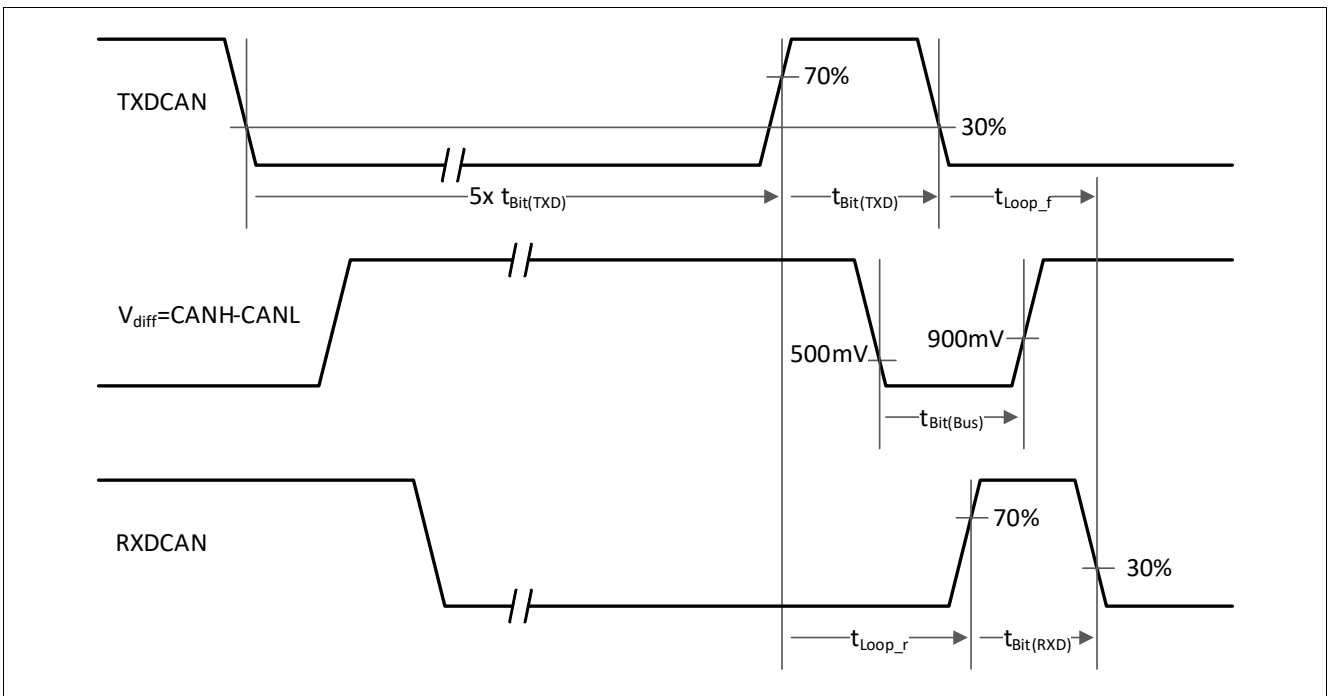 70%
TXDCAN
30%
5x tBit(TXD)
tBit(TXD)
tLoop_f
Vdiff=CANH-CANL
900mV
500mV
tBit(Bus)
70%
RXDCAN
30%
tLoop_r
tBit(RXD)